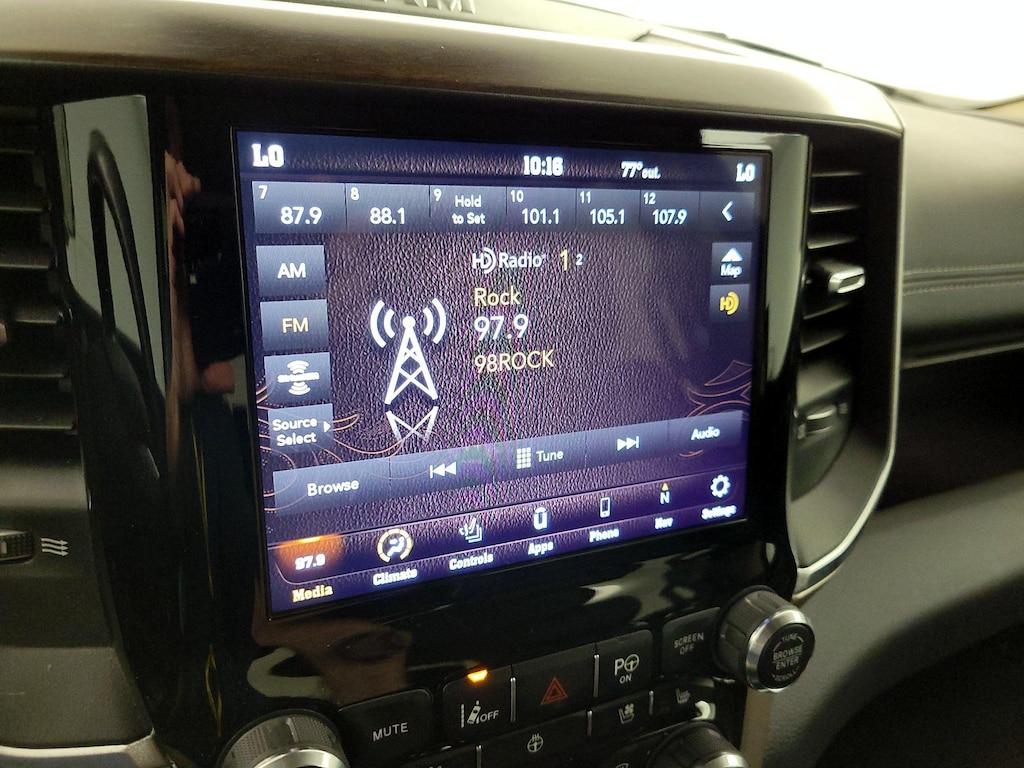 LO 10:16 77° out. LO
7 87.9
8 88.1
9 Hold
to Set
10 101.1
11 105.1
12 107.9
AM
HD Radio 1 2
Map
FM
Rock
HD
97.9
98ROCK
Source
Select
Browse
Tune
Audio
97.9
Media
Climate
Controls
Apps
Phone
N
Nav
Settings
MUTE
OFF
P
ON
SCREEN
OFF
TUNE
BROWSE
ENTER
SCROLL